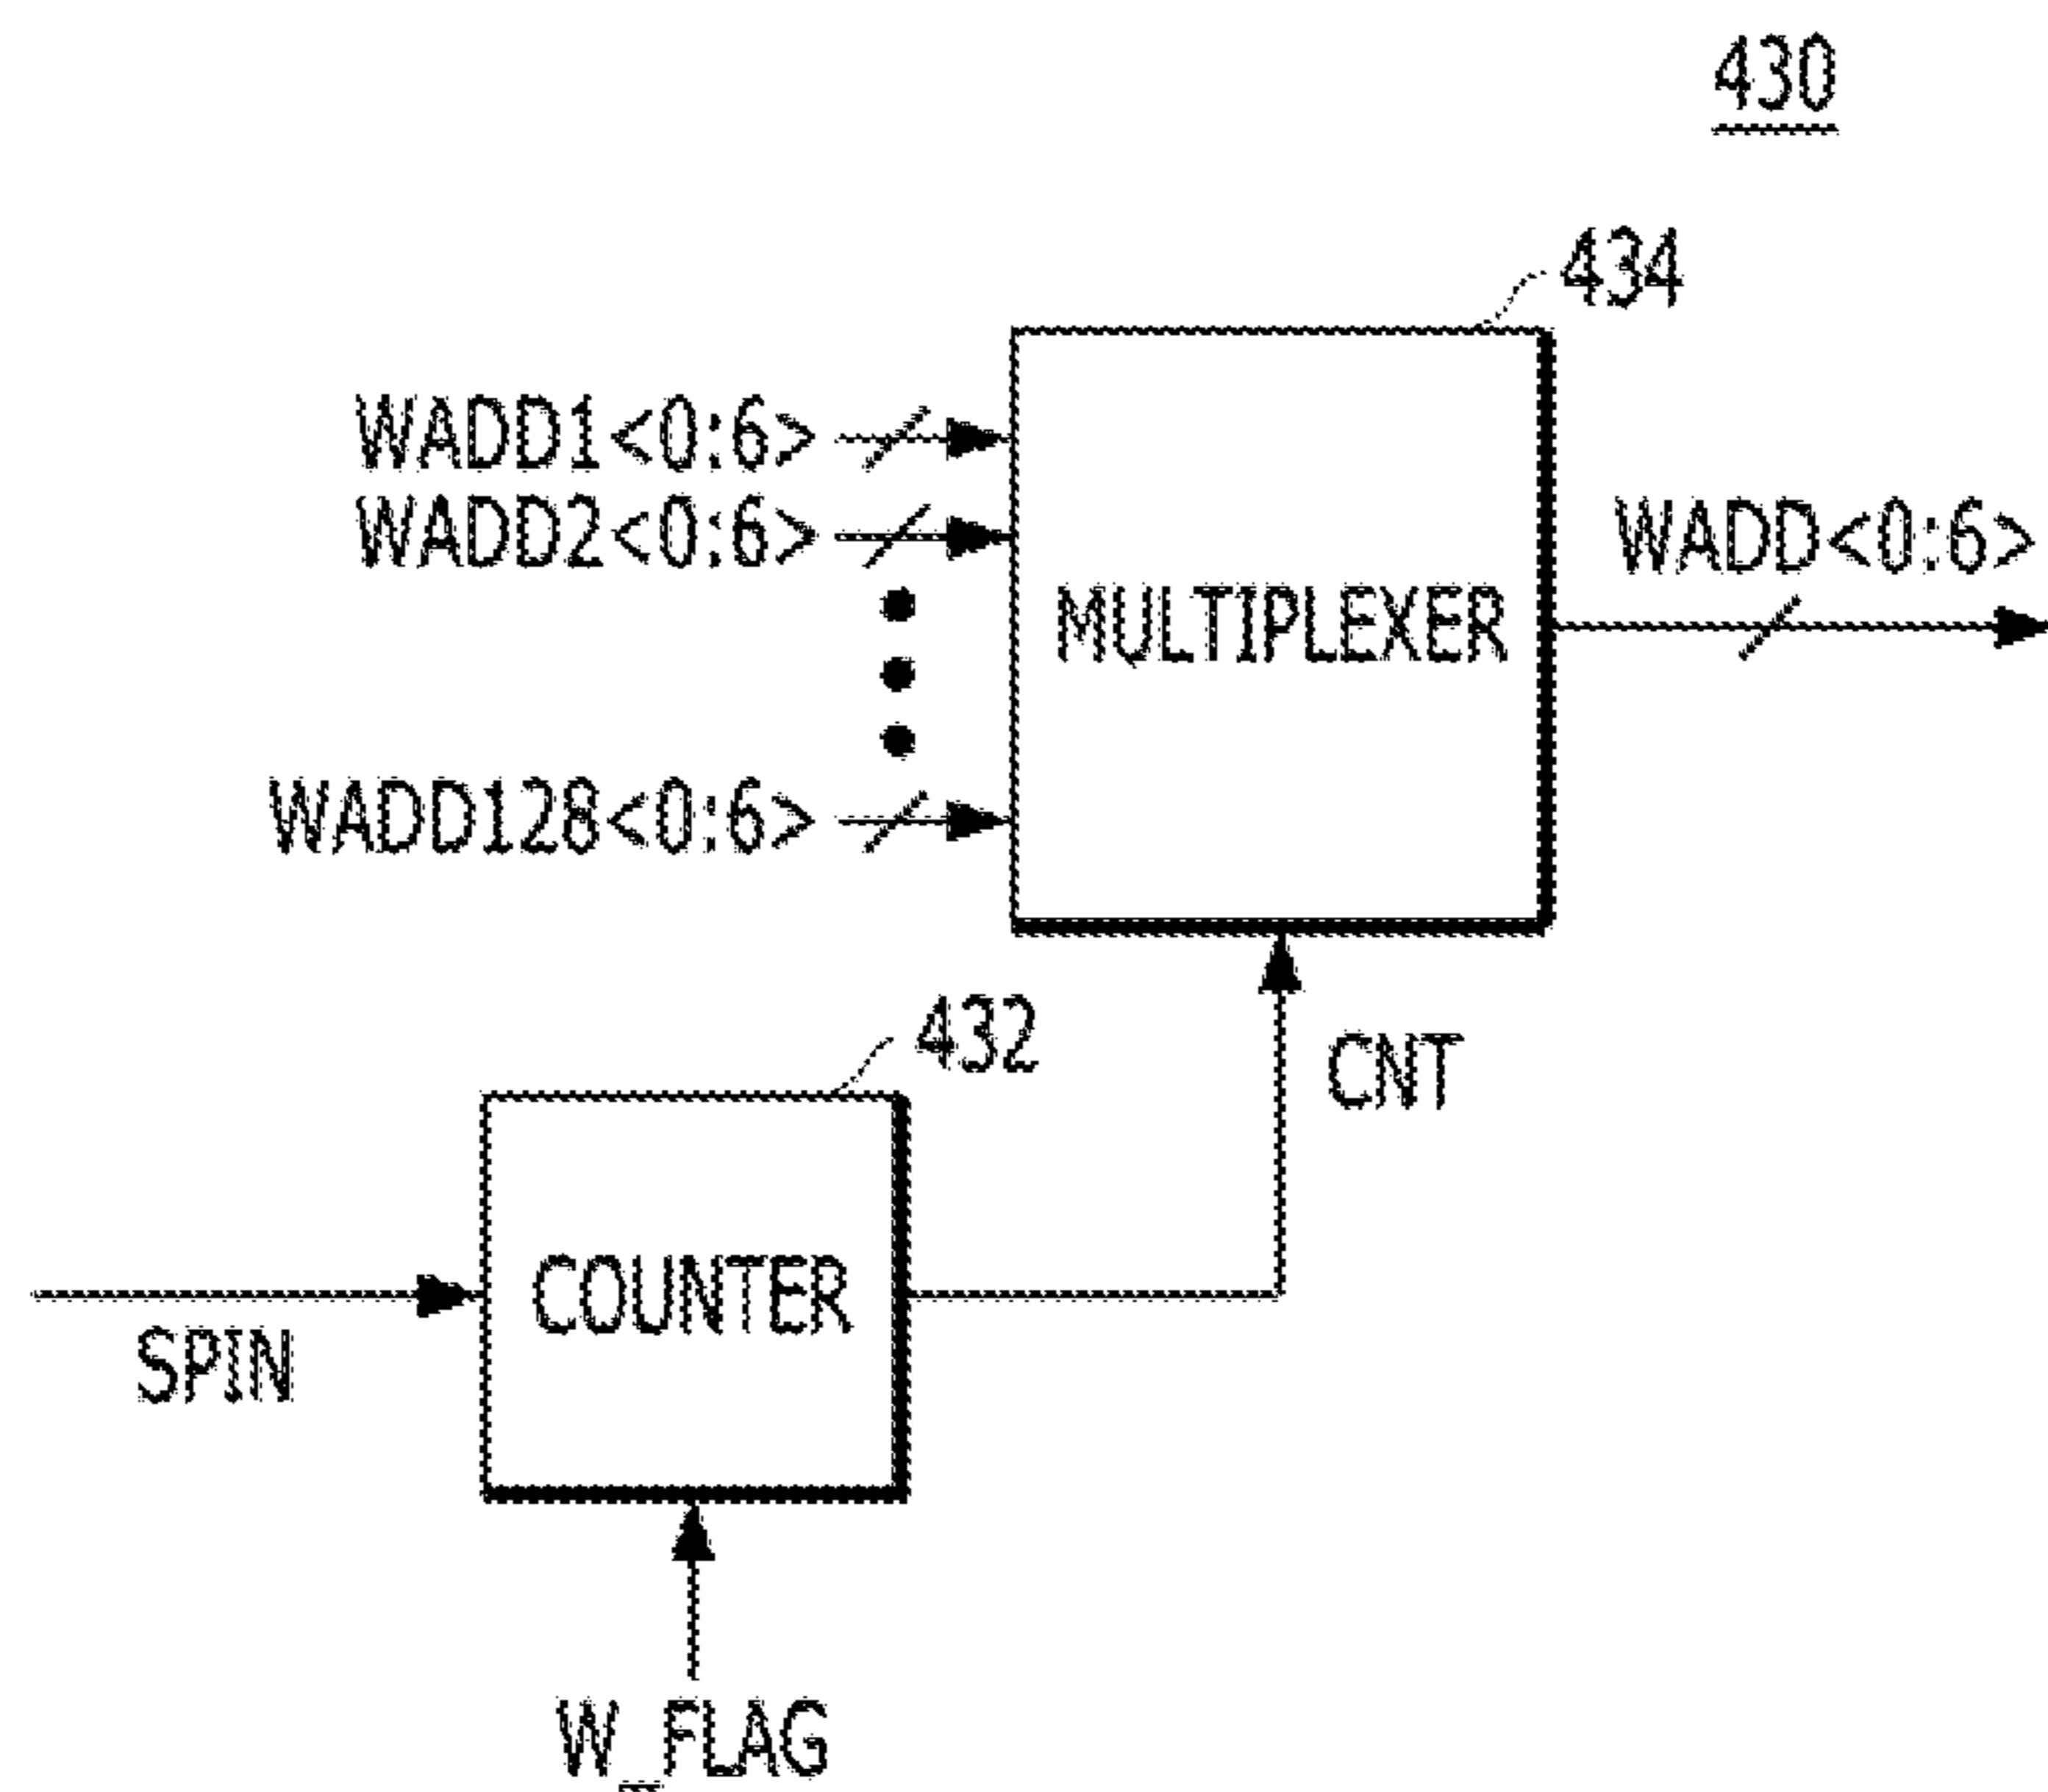 430
434
WADD1<0:6>
WADD2<0:6>
WADD<0:6>
MULTIPLEXER
WADD128<0:6>
432
CNT
COUNTER
SPIN
W_FLAG